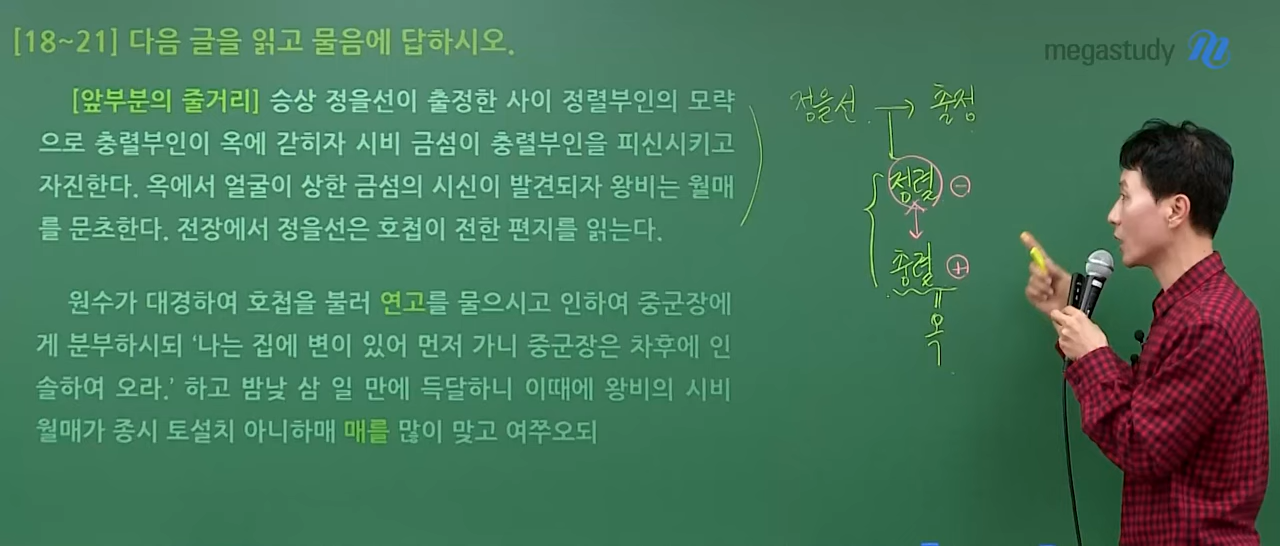 [18~21] 다음 글을 읽고 물음에 답하시오.
megastudy
[앞부분의 줄거리] 승상 정을선이 출정한 사이 정렬부인의 모략
으로 충렬부인이 옥에 갇히자 시비 금섬이 충렬부인을 피신시키고
자진한다. 옥에서 얼굴이 상한 금섬의 시신이 발견되자 왕비는 월매
를 문초한다. 전장에서 정을선은 호첩이 전한 편지를 읽는다.
원수가 대경하여 호첩을 불러 연고를 물으시고 인하여 중군장에
게 분부하시되 ‘나는 집에 변이 있어 먼저 가니 중군장은 차후에 인
솔하여 오라.’ 하고 밤낮 삼 일 만에 득달하니 이때에 왕비의 시비
월매가 종시 토설치 아니하매 매를 많이 맞고 여쭈오되
정을선 → 출정
정렬 ⊖
충렬 ⊕
옥